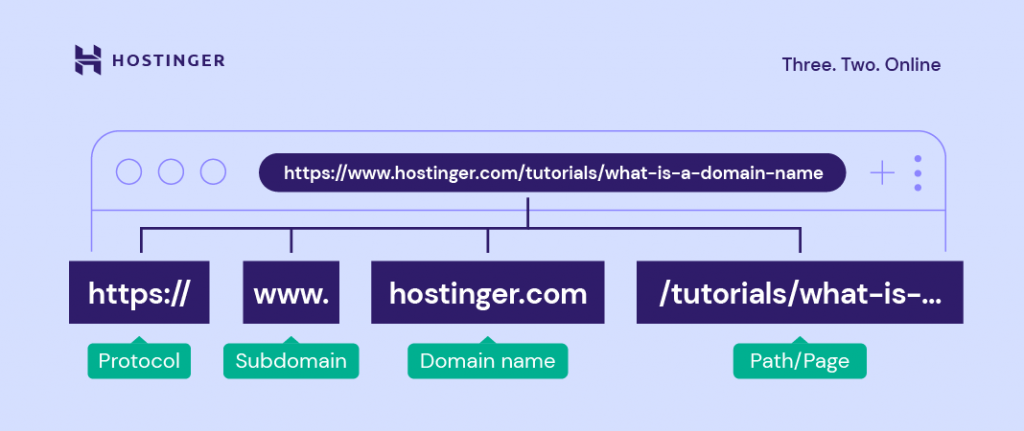 HOSTINGER
Three. Two. Online
https://www.hostinger.com/tutorials/what-is-a-domain-name
https://
www.
hostinger.com
/tutorials/what-is-...
Protocol
Subdomain
Domain name
Path/Page